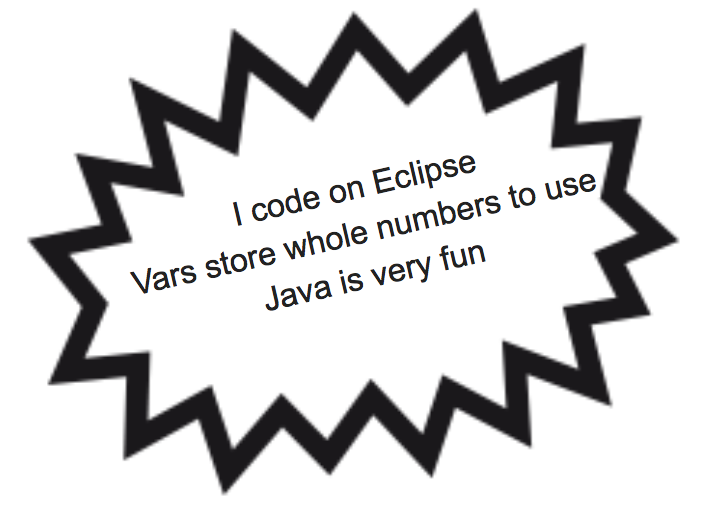 I code on Eclipse
Vars store whole numbers to use
Java is very fun